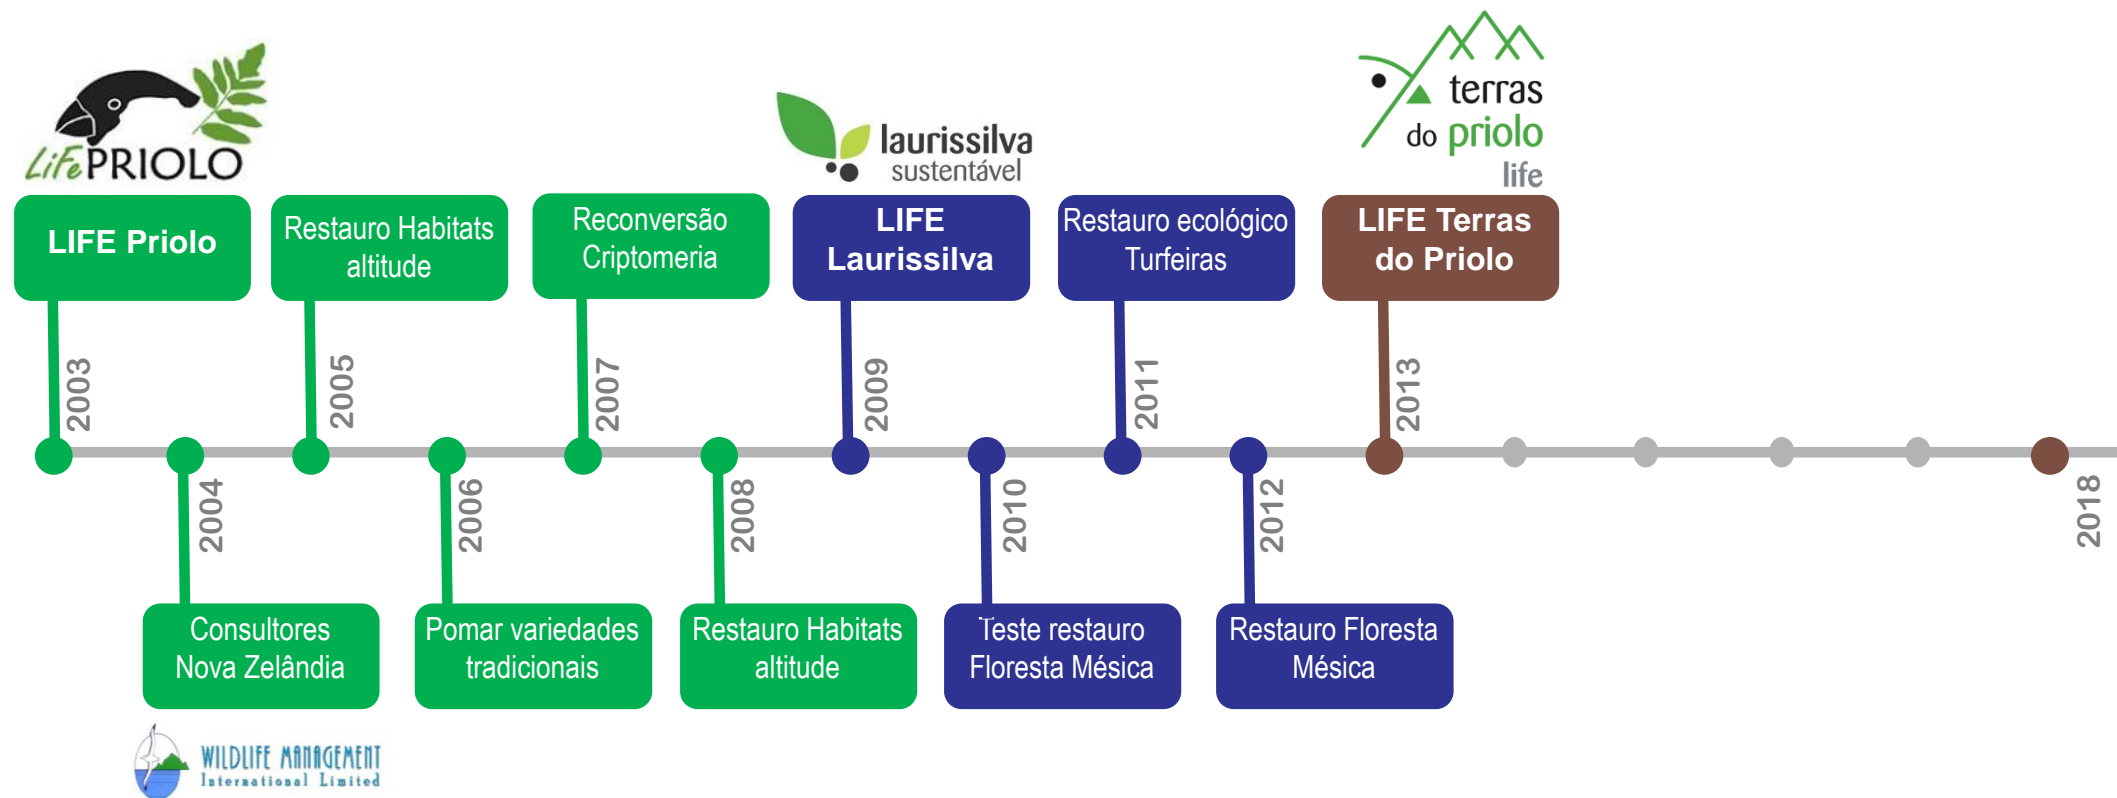 LiFe PRIOLO
laurissilva
sustentável
terras
do priolo
life
LIFE Priolo
Restauro Habitats
altitude
Reconversão
Criptomeria
LIFE
Laurissilva
Restauro ecológico
Turfeiras
LIFE Terras
do Priolo
2003
2005
2007
2009
2011
2013
2004
2006
2008
2010
2012
2018
Consultores
Nova Zelândia
Pomar variedades
tradicionais
Restauro Habitats
altitude
Teste restauro
Floresta Mésica
Restauro Floresta
Mésica
WILDLIFE MANAGEMENT
International Limited